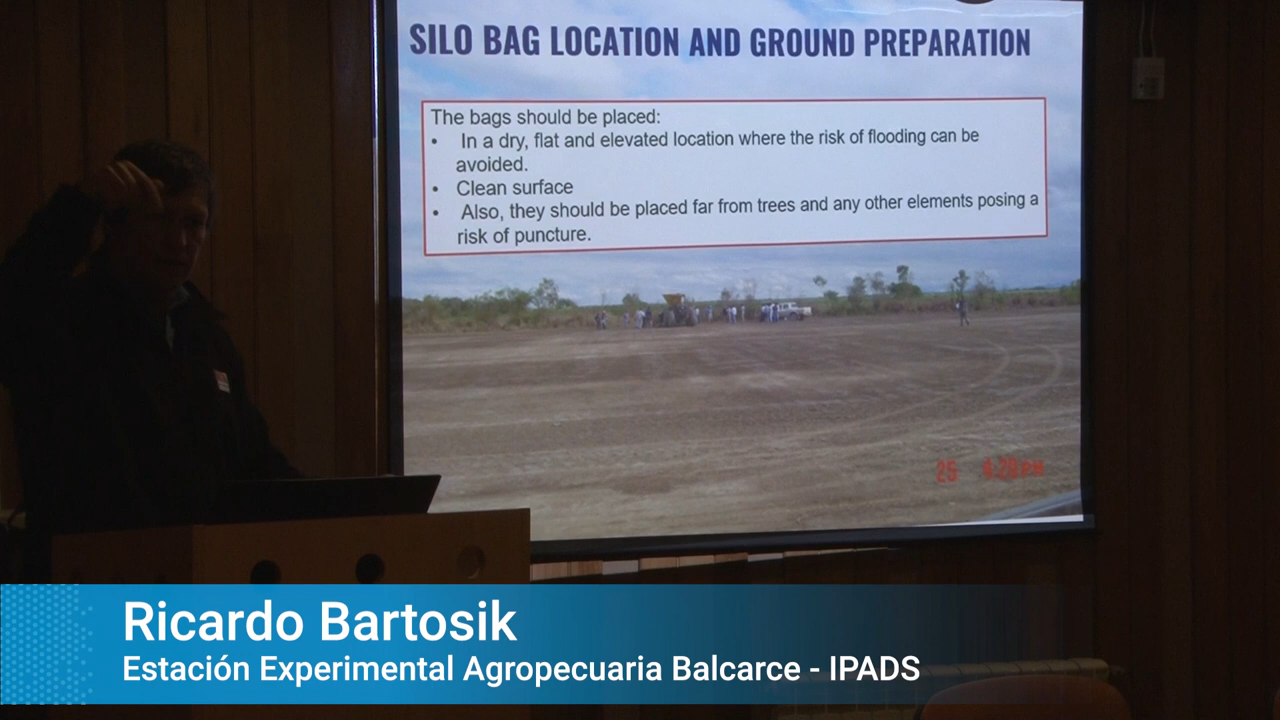 SILO BAG LOCATION AND GROUND PREPARATION
The bags should be placed:
• In a dry, flat and elevated location where the risk of flooding can be
avoided.
• Clean surface
• Also, they should be placed far from trees and any other elements posing a
risk of puncture.
25 4:28 PM
Ricardo Bartosik
Estación Experimental Agropecuaria Balcarce - IPADS